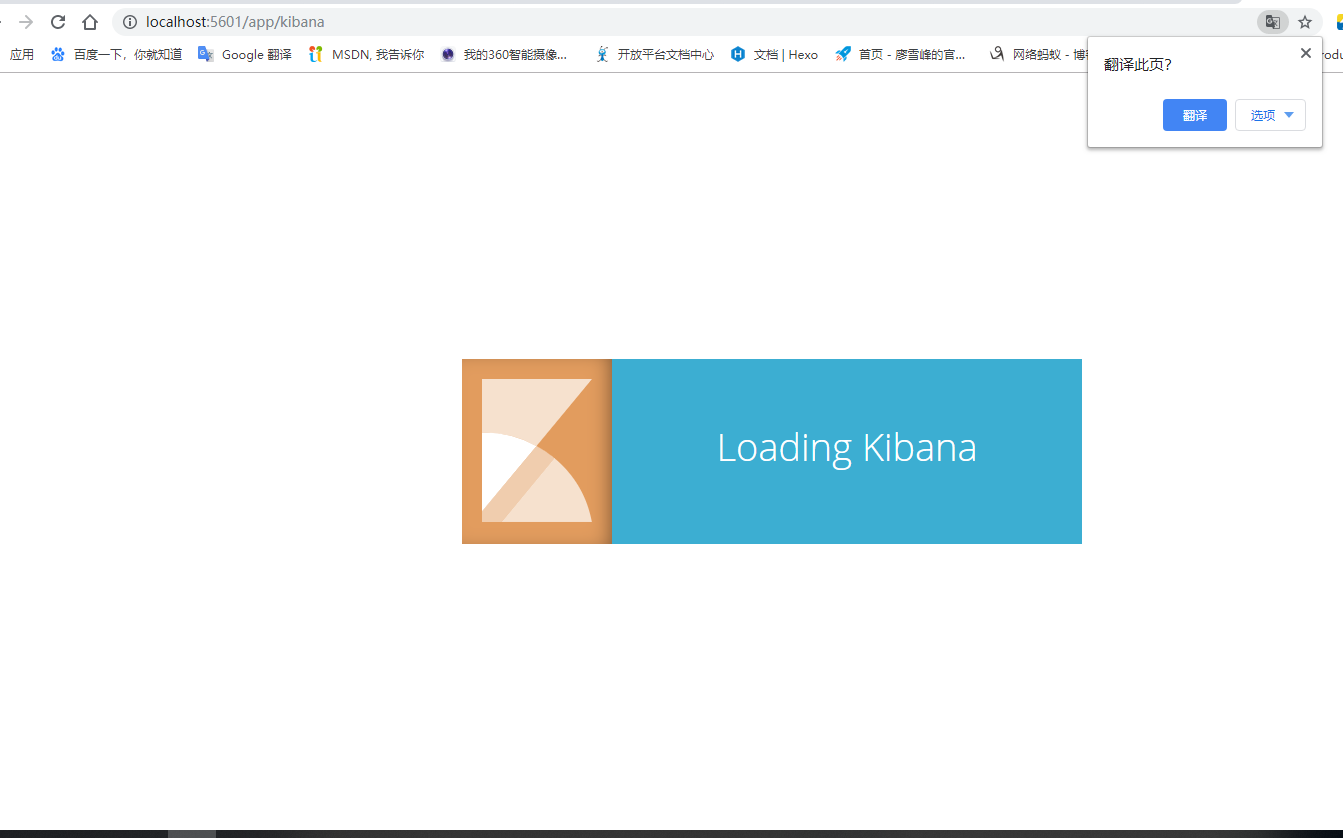 localhost:5601/app/kibana
应用 百度一下，你就知道 Google 翻译 MSDN, 我告诉你 我的360智能摄像... 开放平台文档中心 文档 | Hexo 首页 - 廖雪峰的官... 网络蚂蚁 - 博
翻译此页?
翻译 选项
Loading Kibana